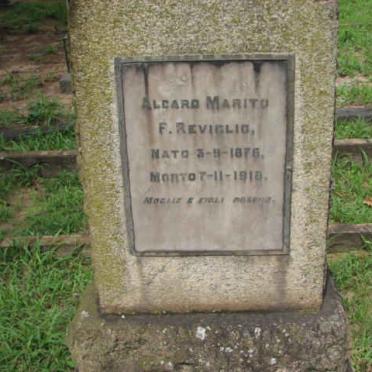 ALCARO MARITO
F. REVIGLIO,
NATO 3-9-1876,
MORTO 7-11-1918.
MOGLIE E FIGLI POSERO.